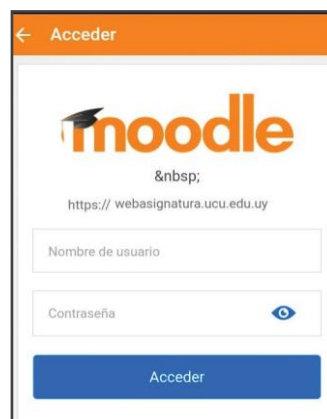 Acceder
moodle
&nbsp;
https:// webasignatura.ucu.edu.uy
Nombre de usuario
Contraseña
Acceder